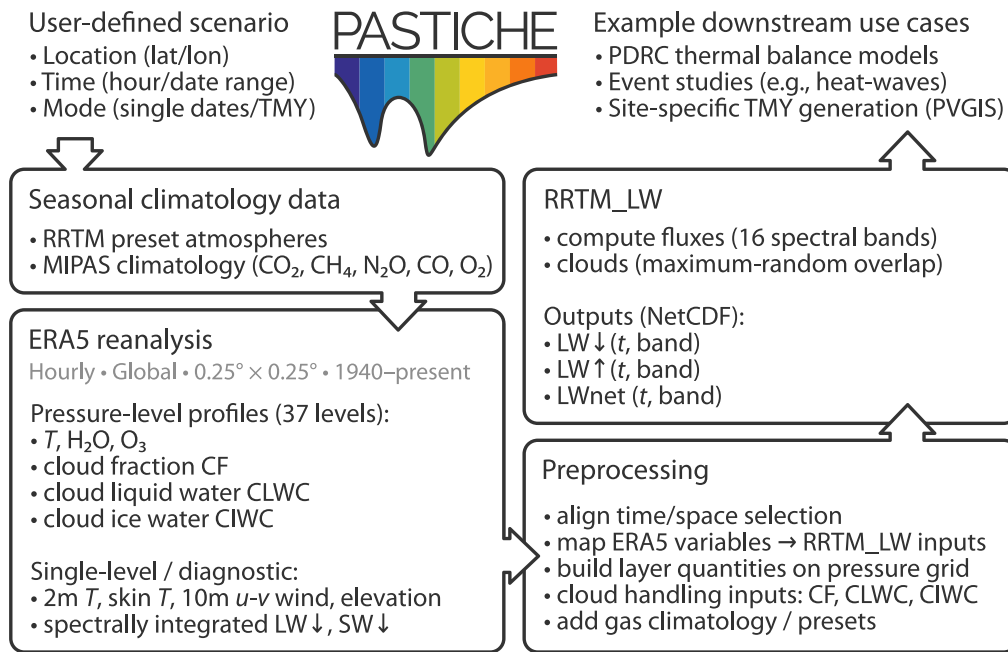 User-defined scenario
• Location (lat/lon)
• Time (hour/date range)
• Mode (single dates/TMY)
PASTICHE
Example downstream use cases
• PDRC thermal balance models
• Event studies (e.g., heat-waves)
• Site-specific TMY generation (PVGIS)
Seasonal climatology data
• RRTM preset atmospheres
• MIPAS climatology (CO₂, CH₄, N₂O, CO, O₂)
ERA5 reanalysis
Hourly • Global • 0.25° × 0.25° • 1940–present
Pressure-level profiles (37 levels):
• T, H₂O, O₃
• cloud fraction CF
• cloud liquid water CLWC
• cloud ice water CIWC
Single-level / diagnostic:
• 2m T, skin T, 10m u-v wind, elevation
• spectrally integrated LW↓, SW↓
Preprocessing
• align time/space selection
• map ERA5 variables → RRTM_LW inputs
• build layer quantities on pressure grid
• cloud handling inputs: CF, CLWC, CIWC
• add gas climatology / presets
RRTM_LW
• compute fluxes (16 spectral bands)
• clouds (maximum-random overlap)
Outputs (NetCDF):
• LW↓(t, band)
• LW↑(t, band)
• LWnet (t, band)